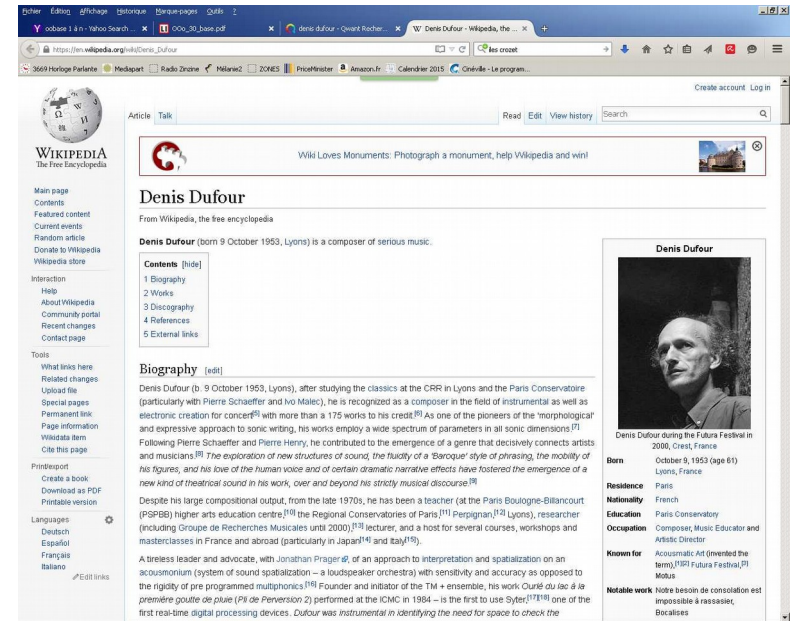 Fichier Édition Affichage Historique Marque-pages Outils ?
oobase 1 à n - Yahoo Search ...
OOo_30_base.pdf
denis dufour - Qwant Recher...
Denis Dufour - Wikipedia, the ...
https://en.wikipedia.org/wiki/Denis_Dufour
iles crozet
3669 Horloge Parlante
Mediapart
Radio Zinzine
Mélanie2
ZONES
PriceMinister
Amazon.fr
Calendrier 2015
Cinéville - Le program...
Create account Log in
Article Talk
Read Edit View history
Search
WIKIPEDIA
The Free Encyclopedia
Wiki Loves Monuments: Photograph a monument, help Wikipedia and win!
Main page
Contents
Featured content
Current events
Random article
Donate to Wikipedia
Wikipedia store
Interaction
Help
About Wikipedia
Community portal
Recent changes
Contact page
Tools
What links here
Related changes
Upload file
Special pages
Permanent link
Page information
Wikidata item
Cite this page
Print/export
Create a book
Download as PDF
Printable version
Languages
Deutsch
Español
Français
Italiano
Edit links
Denis Dufour
From Wikipedia, the free encyclopedia
Denis Dufour (born 9 October 1953, Lyons) is a composer of serious music.
Contents [hide]
1 Biography
2 Works
3 Discography
4 References
5 External links
Biography [edit]
Denis Dufour (b. 9 October 1953, Lyons), after studying the classics at the CRR in Lyons and the Paris Conservatoire
(particularly with Pierre Schaeffer and Ivo Malec), he is recognized as a composer in the field of instrumental as well as
electronic creation for concert[5] with more than a 175 works to his credit.[6] As one of the pioneers of the 'morphological'
and expressive approach to sonic writing, his works employ a wide spectrum of parameters in all sonic dimensions.[7]
Following Pierre Schaeffer and Pierre Henry, he contributed to the emergence of a genre that decisively connects artists
and musicians.[8] The exploration of new structures of sound, the fluidity of a 'Baroque' style of phrasing, the mobility of
his figures, and his love of the human voice and of certain dramatic narrative effects have fostered the emergence of a
new kind of theatrical sound in his work, over and beyond his strictly musical discourse.[9]
Despite his large compositional output, from the late 1970s, he has been a teacher (at the Paris Boulogne-Billancourt
(PSPBB) higher arts education centre,[10] the Regional Conservatories of Paris,[11] Perpignan,[12] Lyons), researcher
(including Groupe de Recherches Musicales until 2000),[13] lecturer, and a host for several courses, workshops and
masterclasses in France and abroad (particularly in Japan[14] and Italy[15]).
A tireless leader and advocate, with Jonathan Prager, of an approach to interpretation and spatialization on an
acousmonium (system of sound spatialization – a loudspeaker orchestra) with sensitivity and accuracy as opposed to
the rigidity of pre programmed multiphonics.[16] Founder and initiator of the TM + ensemble, his work Ourlé du lac à la
première goutte de pluie (Pli de Perversion 2) performed at the ICMC in 1984 – is the first to use Syter,[17][18] one of the
first real-time digital processing devices. Dufour was instrumental in identifying the need for space to check the
Denis Dufour
Denis Dufour during the Futura Festival in
2000, Crest, France
Born October 9, 1953 (age 61)
Lyons, France
Residence Paris
Nationality French
Education Paris Conservatory
Occupation Composer, Music Educator and
Artistic Director
Known for Acousmatic Art (invented the
term),[1][2] Futura Festival,[3]
Motus
Notable work Notre besoin de consolation est
impossible à rassasier,
Bocalises